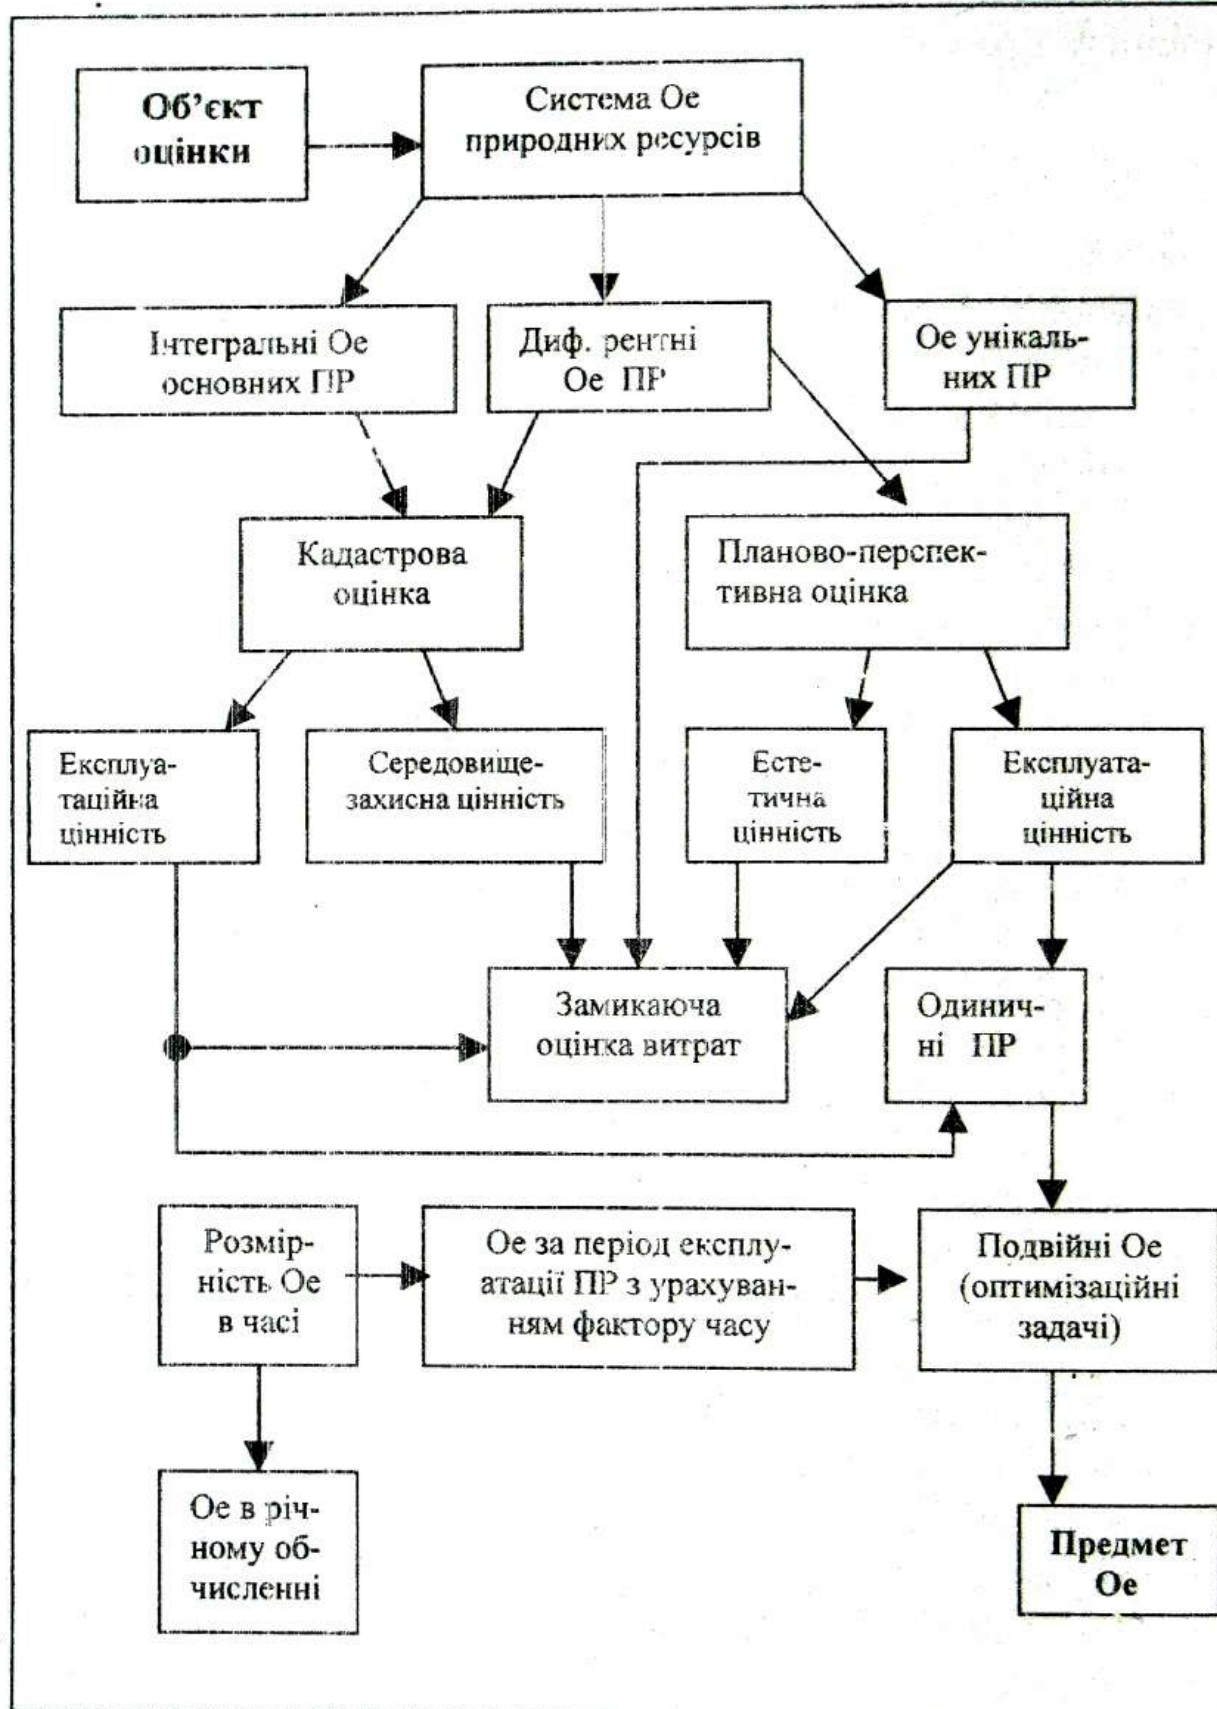 Об’єкт
оцінки
Система Ое
природних ресурсів
Інтегральні Ое
основних ПР
Диф. рентні
Ое ПР
Ое унікаль-
них ПР
Кадастрова
оцінка
Планово-перспек-
тивна оцінка
Експлуа-
таційна
цінність
Середовище-
захисна цінність
Есте-
тична
цінність
Експлуата-
ційна
цінність
Замикаюча
оцінка витрат
Одинич-
ні ПР
Розмір-
ність Ое
в часі
Ое за період експлу-
атації ПР з урахуван-
ням фактору часу
Подвійні Ое
(оптимізаційні
задачі)
Ое в річ-
ному об-
численні
Предмет
Ое